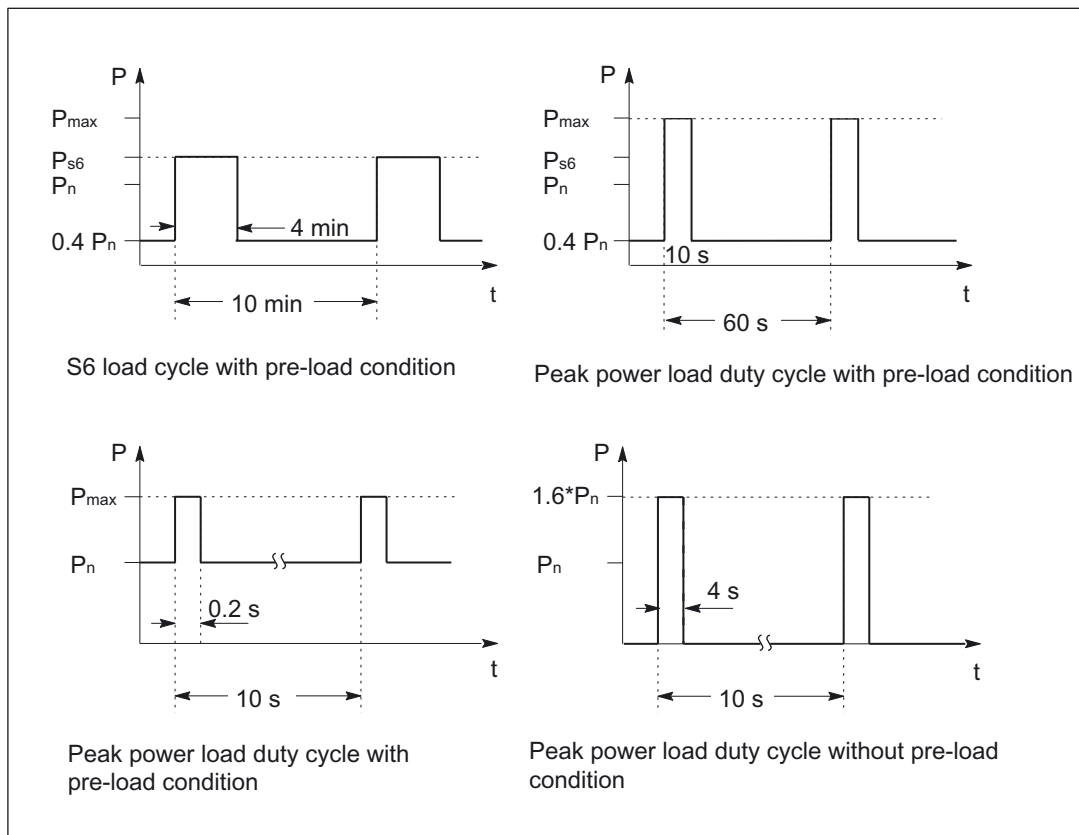 P
Pmax
Ps6
Pn
0.4 Pn
4 min
10 min
t
S6 load cycle with pre-load condition
P
Pmax
Ps6
Pn
0.4 Pn
10 s
60 s
t
Peak power load duty cycle with pre-load condition
P
Pmax
Pn
0.2 s
10 s
t
Peak power load duty cycle with
pre-load condition
P
1.6*Pn
Pn
4 s
10 s
t
Peak power load duty cycle without pre-load
condition